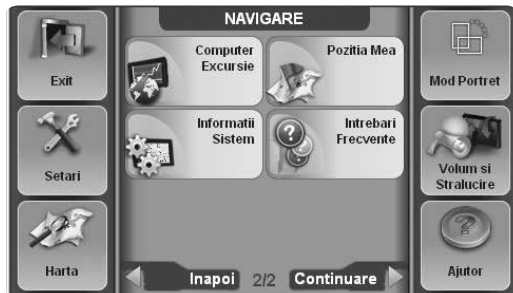 NAVIGARE
Exit
Computer
Excursie
Pozitia Mea
Mod Portret
Setari
Informatii
Sistem
Intrebari
Frecvente
Volum si
Stralucire
Harta
Inapoi 2/2 Continuare
Ajutor